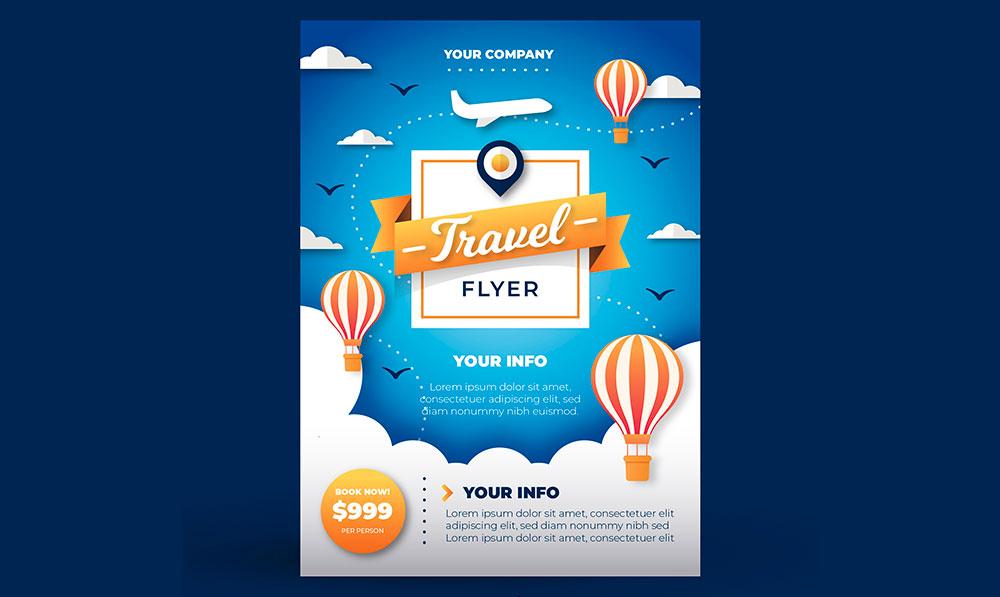 YOUR COMPANY
– Travel –
FLYER
YOUR INFO
Lorem ipsum dolor sit amet,
consectetuer adipiscing elit, sed
diam nonummy nibh euismod.
BOOK NOW!
$999
PER PERSON
YOUR INFO
Lorem ipsum dolor sit amet, consectetuer elit
adipiscing elit, sed diam nonummy nibh sed
Lorem ipsum dolor sit amet, consectetuer elit